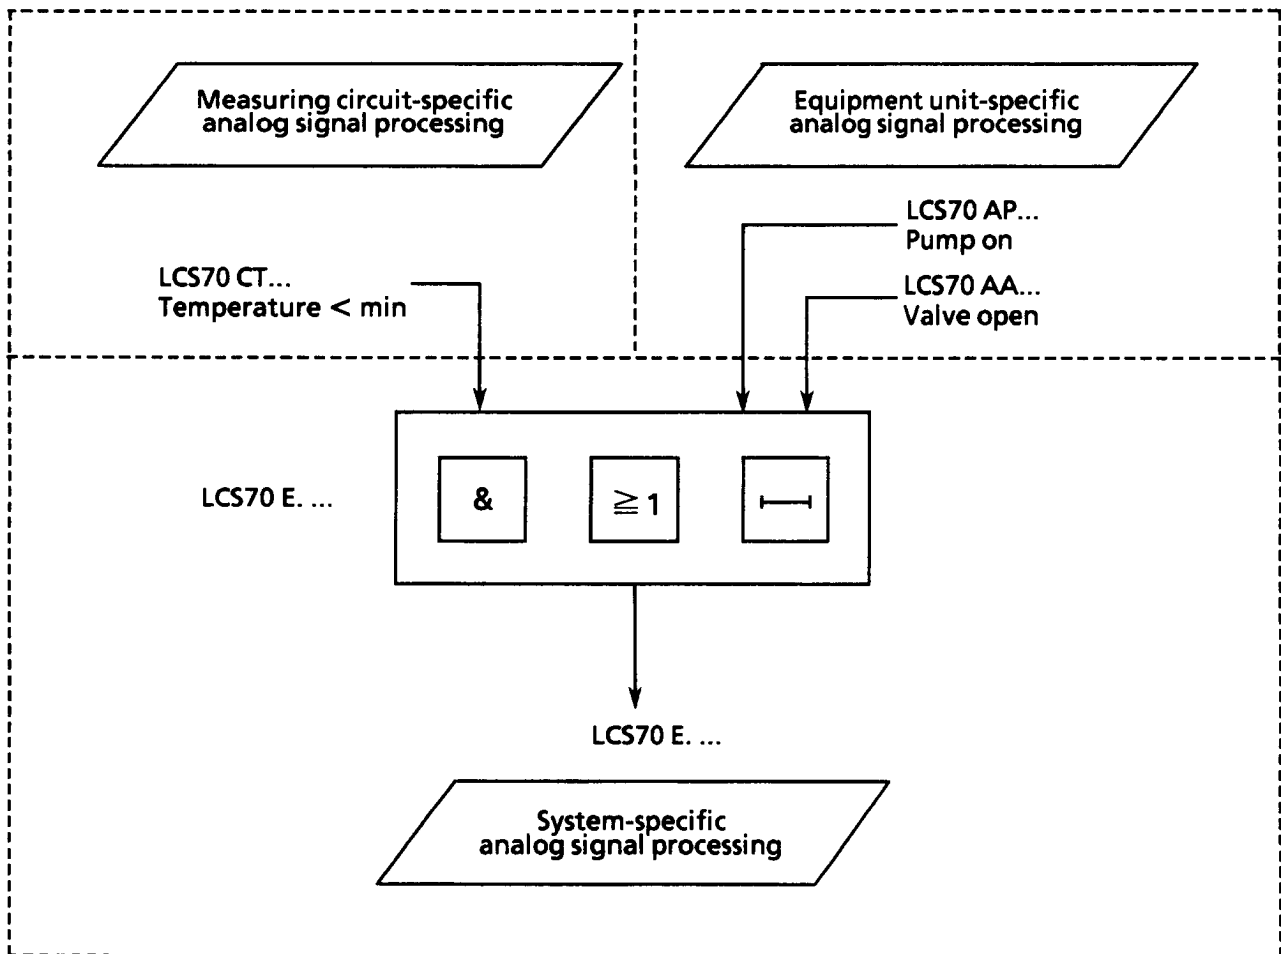 Measuring circuit-specific
analog signal processing
Equipment unit-specific
analog signal processing
LCS70 AP...
Pump on
LCS70 CT...
Temperature < min
LCS70 AA...
Valve open
LCS70 E. ...
&
≧ 1
LCS70 E. ...
System-specific
analog signal processing